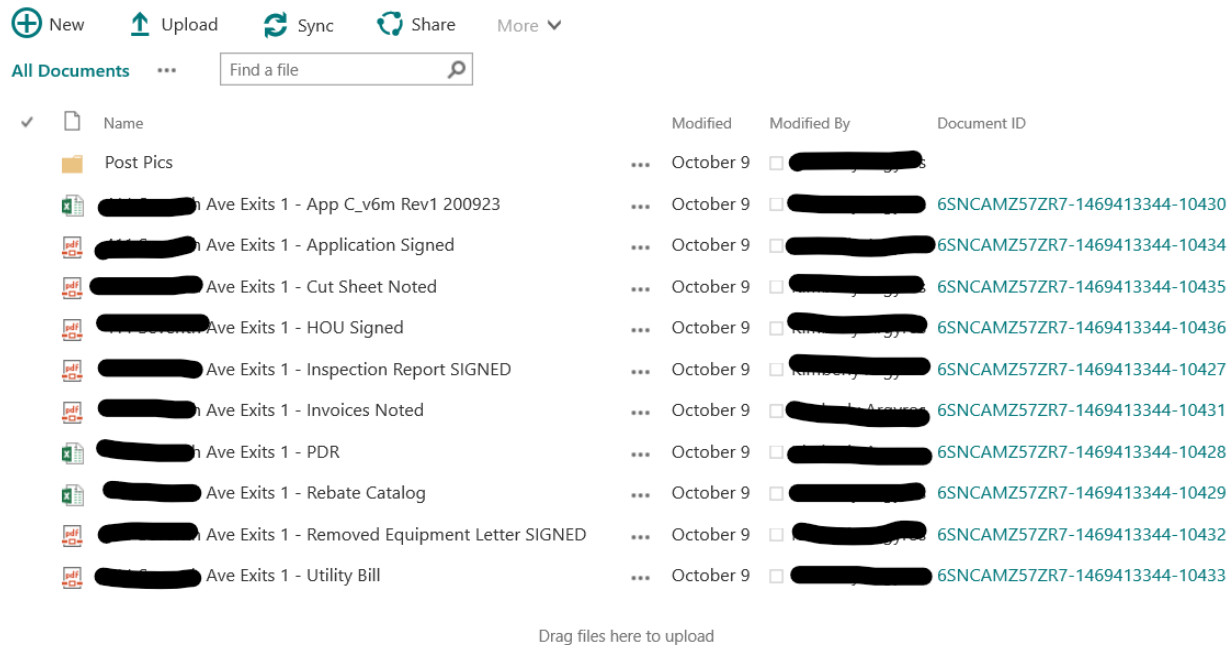 New Upload Sync Share More
All Documents ... Find a file
Name Modified Modified By Document ID
Post Pics ... October 9
Ave Exits 1 - App C_v6m Rev1 200923 ... October 9 6SNCAMZ57ZR7-1469413344-10430
Ave Exits 1 - Application Signed ... October 9 6SNCAMZ57ZR7-1469413344-10434
Ave Exits 1 - Cut Sheet Noted ... October 9 6SNCAMZ57ZR7-1469413344-10435
Ave Exits 1 - HOU Signed ... October 9 6SNCAMZ57ZR7-1469413344-10436
Ave Exits 1 - Inspection Report SIGNED ... October 9 6SNCAMZ57ZR7-1469413344-10427
Ave Exits 1 - Invoices Noted ... October 9 6SNCAMZ57ZR7-1469413344-10431
Ave Exits 1 - PDR ... October 9 6SNCAMZ57ZR7-1469413344-10428
Ave Exits 1 - Rebate Catalog ... October 9 6SNCAMZ57ZR7-1469413344-10429
Ave Exits 1 - Removed Equipment Letter SIGNED ... October 9 6SNCAMZ57ZR7-1469413344-10432
Ave Exits 1 - Utility Bill ... October 9 6SNCAMZ57ZR7-1469413344-10433
Drag files here to upload